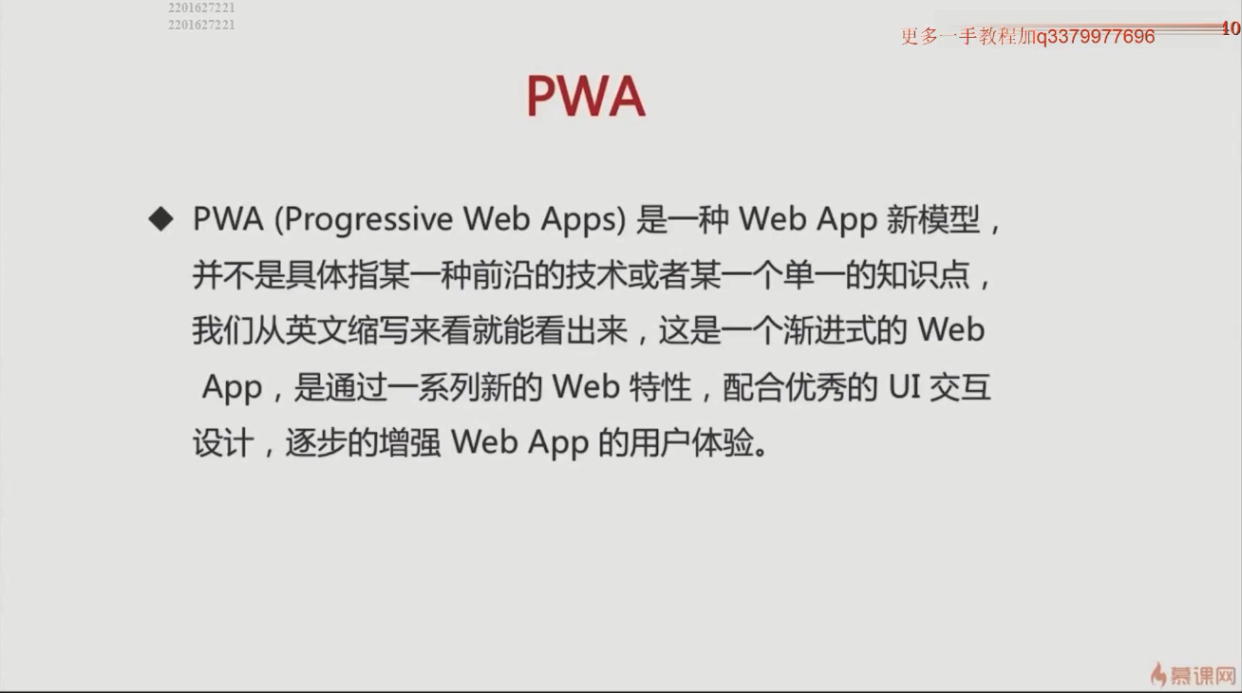 2201627221
2201627221
更多一手教程加q3379977696
10
PWA
◆ PWA (Progressive Web Apps) 是一种 Web App 新模型，
并不是具体指某一种前沿的技术或者某一个单一的知识点，
我们从英文缩写来看就能看出来，这是一个渐进式的 Web
App，是通过一系列新的 Web 特性，配合优秀的 UI 交互
设计，逐步的增强 Web App 的用户体验。
慕课网